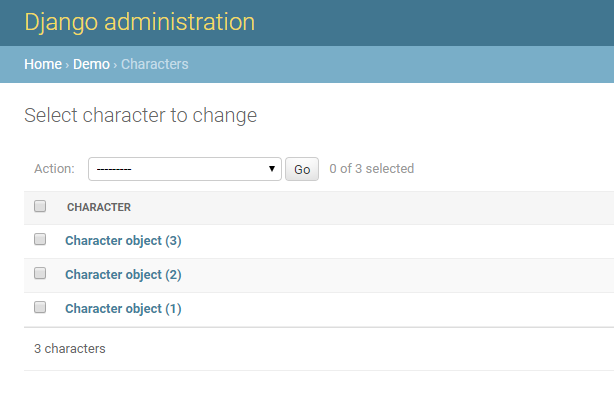 Django administration
Home › Demo › Characters
Select character to change
Action: --------- Go 0 of 3 selected
CHARACTER
Character object (3)
Character object (2)
Character object (1)
3 characters